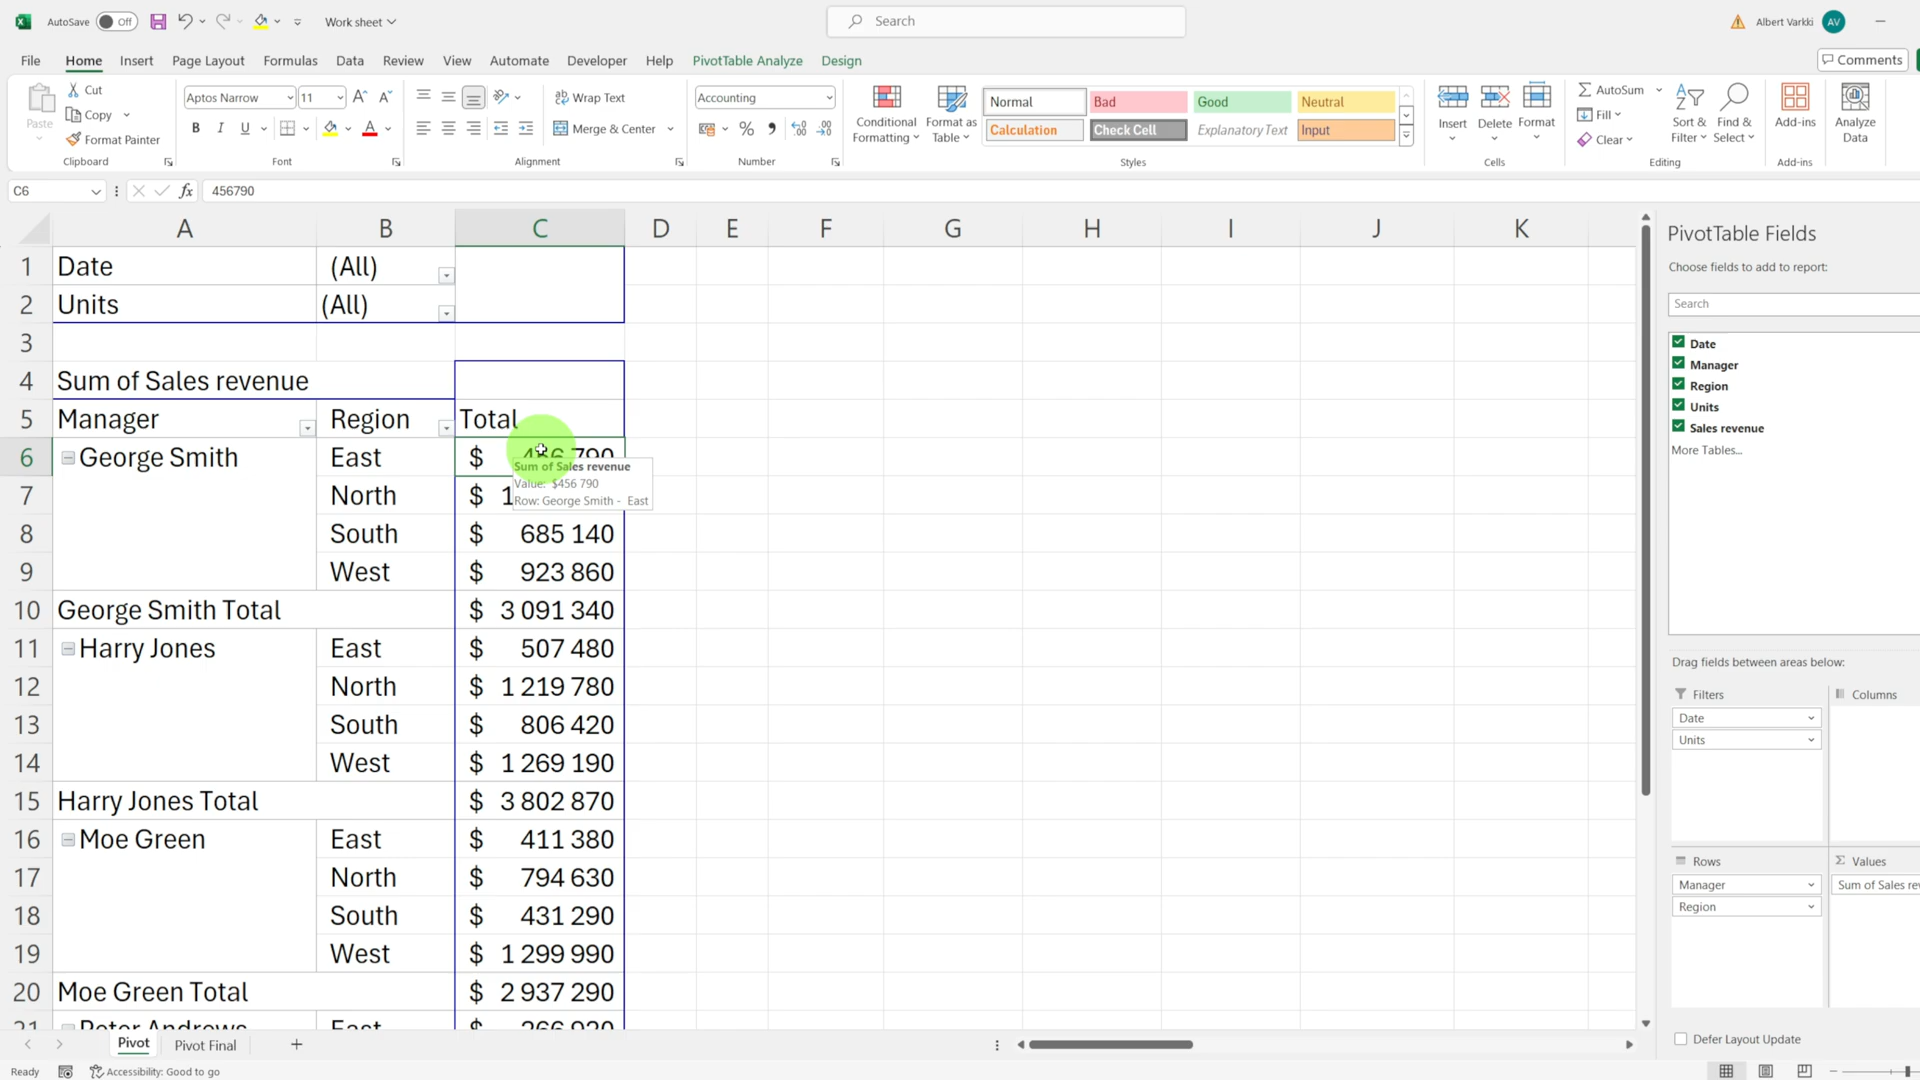 AutoSave Off Work sheet Search Albert Varkki AV
File Home Insert Page Layout Formulas Data Review View Automate Developer Help PivotTable Analyze Design Comments
Paste Cut Copy Format Painter Clipboard
Aptos Narrow 11 B I U Font
Wrap Text Merge & Center Alignment
Accounting % Number
Conditional Formatting Format as Table Normal Bad Good Neutral Calculation Check Cell Explanatory Text Input Styles
Insert Delete Format Cells
AutoSum Fill Clear Sort & Filter Find & Select Editing
Add-ins Add-ins
Analyze Data
C6 fx 456790
A B C D E F G H I J K
1 Date (All)
2 Units (All)
3
4 Sum of Sales revenue
5 Manager Region Total
6 George Smith East $ 456 790
Sum of Sales revenue
Value: $456 790
Row: George Smith - East
7 North $ 1
8 South $ 685 140
9 West $ 923 860
10 George Smith Total $ 3 091 340
11 Harry Jones East $ 507 480
12 North $ 1 219 780
13 South $ 806 420
14 West $ 1 269 190
15 Harry Jones Total $ 3 802 870
16 Moe Green East $ 411 380
17 North $ 794 630
18 South $ 431 290
19 West $ 1 299 990
20 Moe Green Total $ 2 937 290
21 Peter Andrews East $
PivotTable Fields
Choose fields to add to report:
Search
Date
Manager
Region
Units
Sales revenue
More Tables...
Drag fields between areas below:
Filters Columns
Date
Units
Rows Σ Values
Manager Sum of Sales re
Region
Defer Layout Update
Pivot Pivot Final +
Ready Accessibility: Good to go